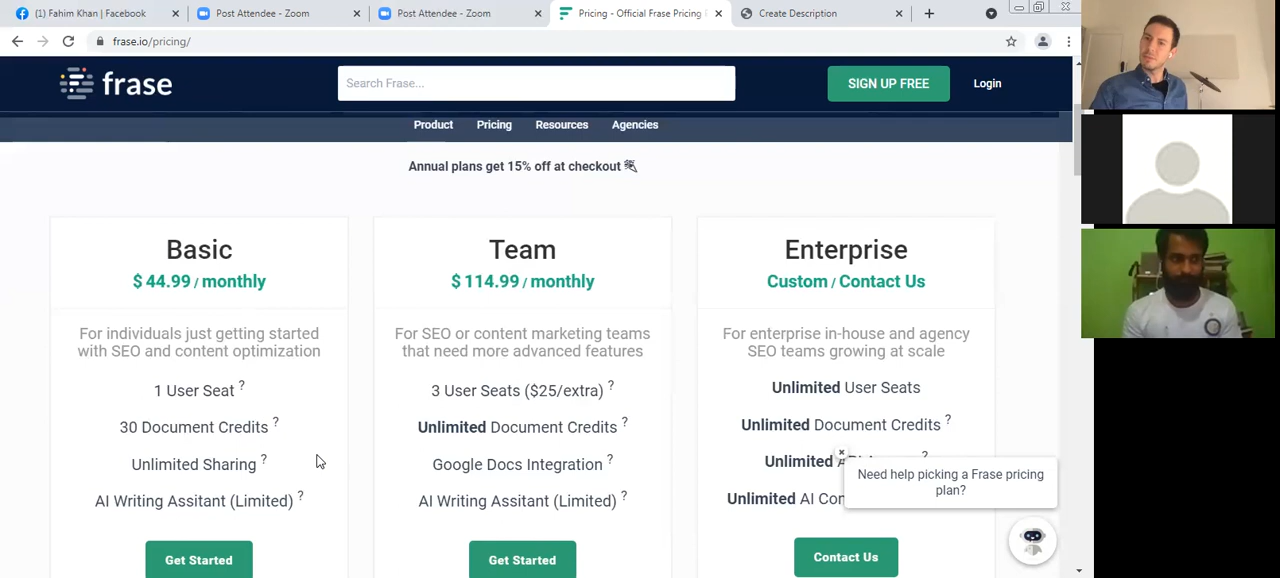 (1) Fahim Khan | Facebook
Post Attendee - Zoom
Post Attendee - Zoom
Pricing - Official Frase Pricing
Create Description
frase.io/pricing/
frase
Search Frase...
SIGN UP FREE
Login
Product
Pricing
Resources
Agencies
Annual plans get 15% off at checkout
Basic
$ 44.99 / monthly
For individuals just getting started
with SEO and content optimization
1 User Seat ?
30 Document Credits ?
Unlimited Sharing ?
AI Writing Assitant (Limited) ?
Get Started
Team
$ 114.99 / monthly
For SEO or content marketing teams
that need more advanced features
3 User Seats ($25/extra) ?
Unlimited Document Credits ?
Google Docs Integration ?
AI Writing Assitant (Limited) ?
Get Started
Enterprise
Custom / Contact Us
For enterprise in-house and agency
SEO teams growing at scale
Unlimited User Seats
Unlimited Document Credits ?
Unlimited
Unlimited AI
Contact Us
Need help picking a Frase pricing
plan?